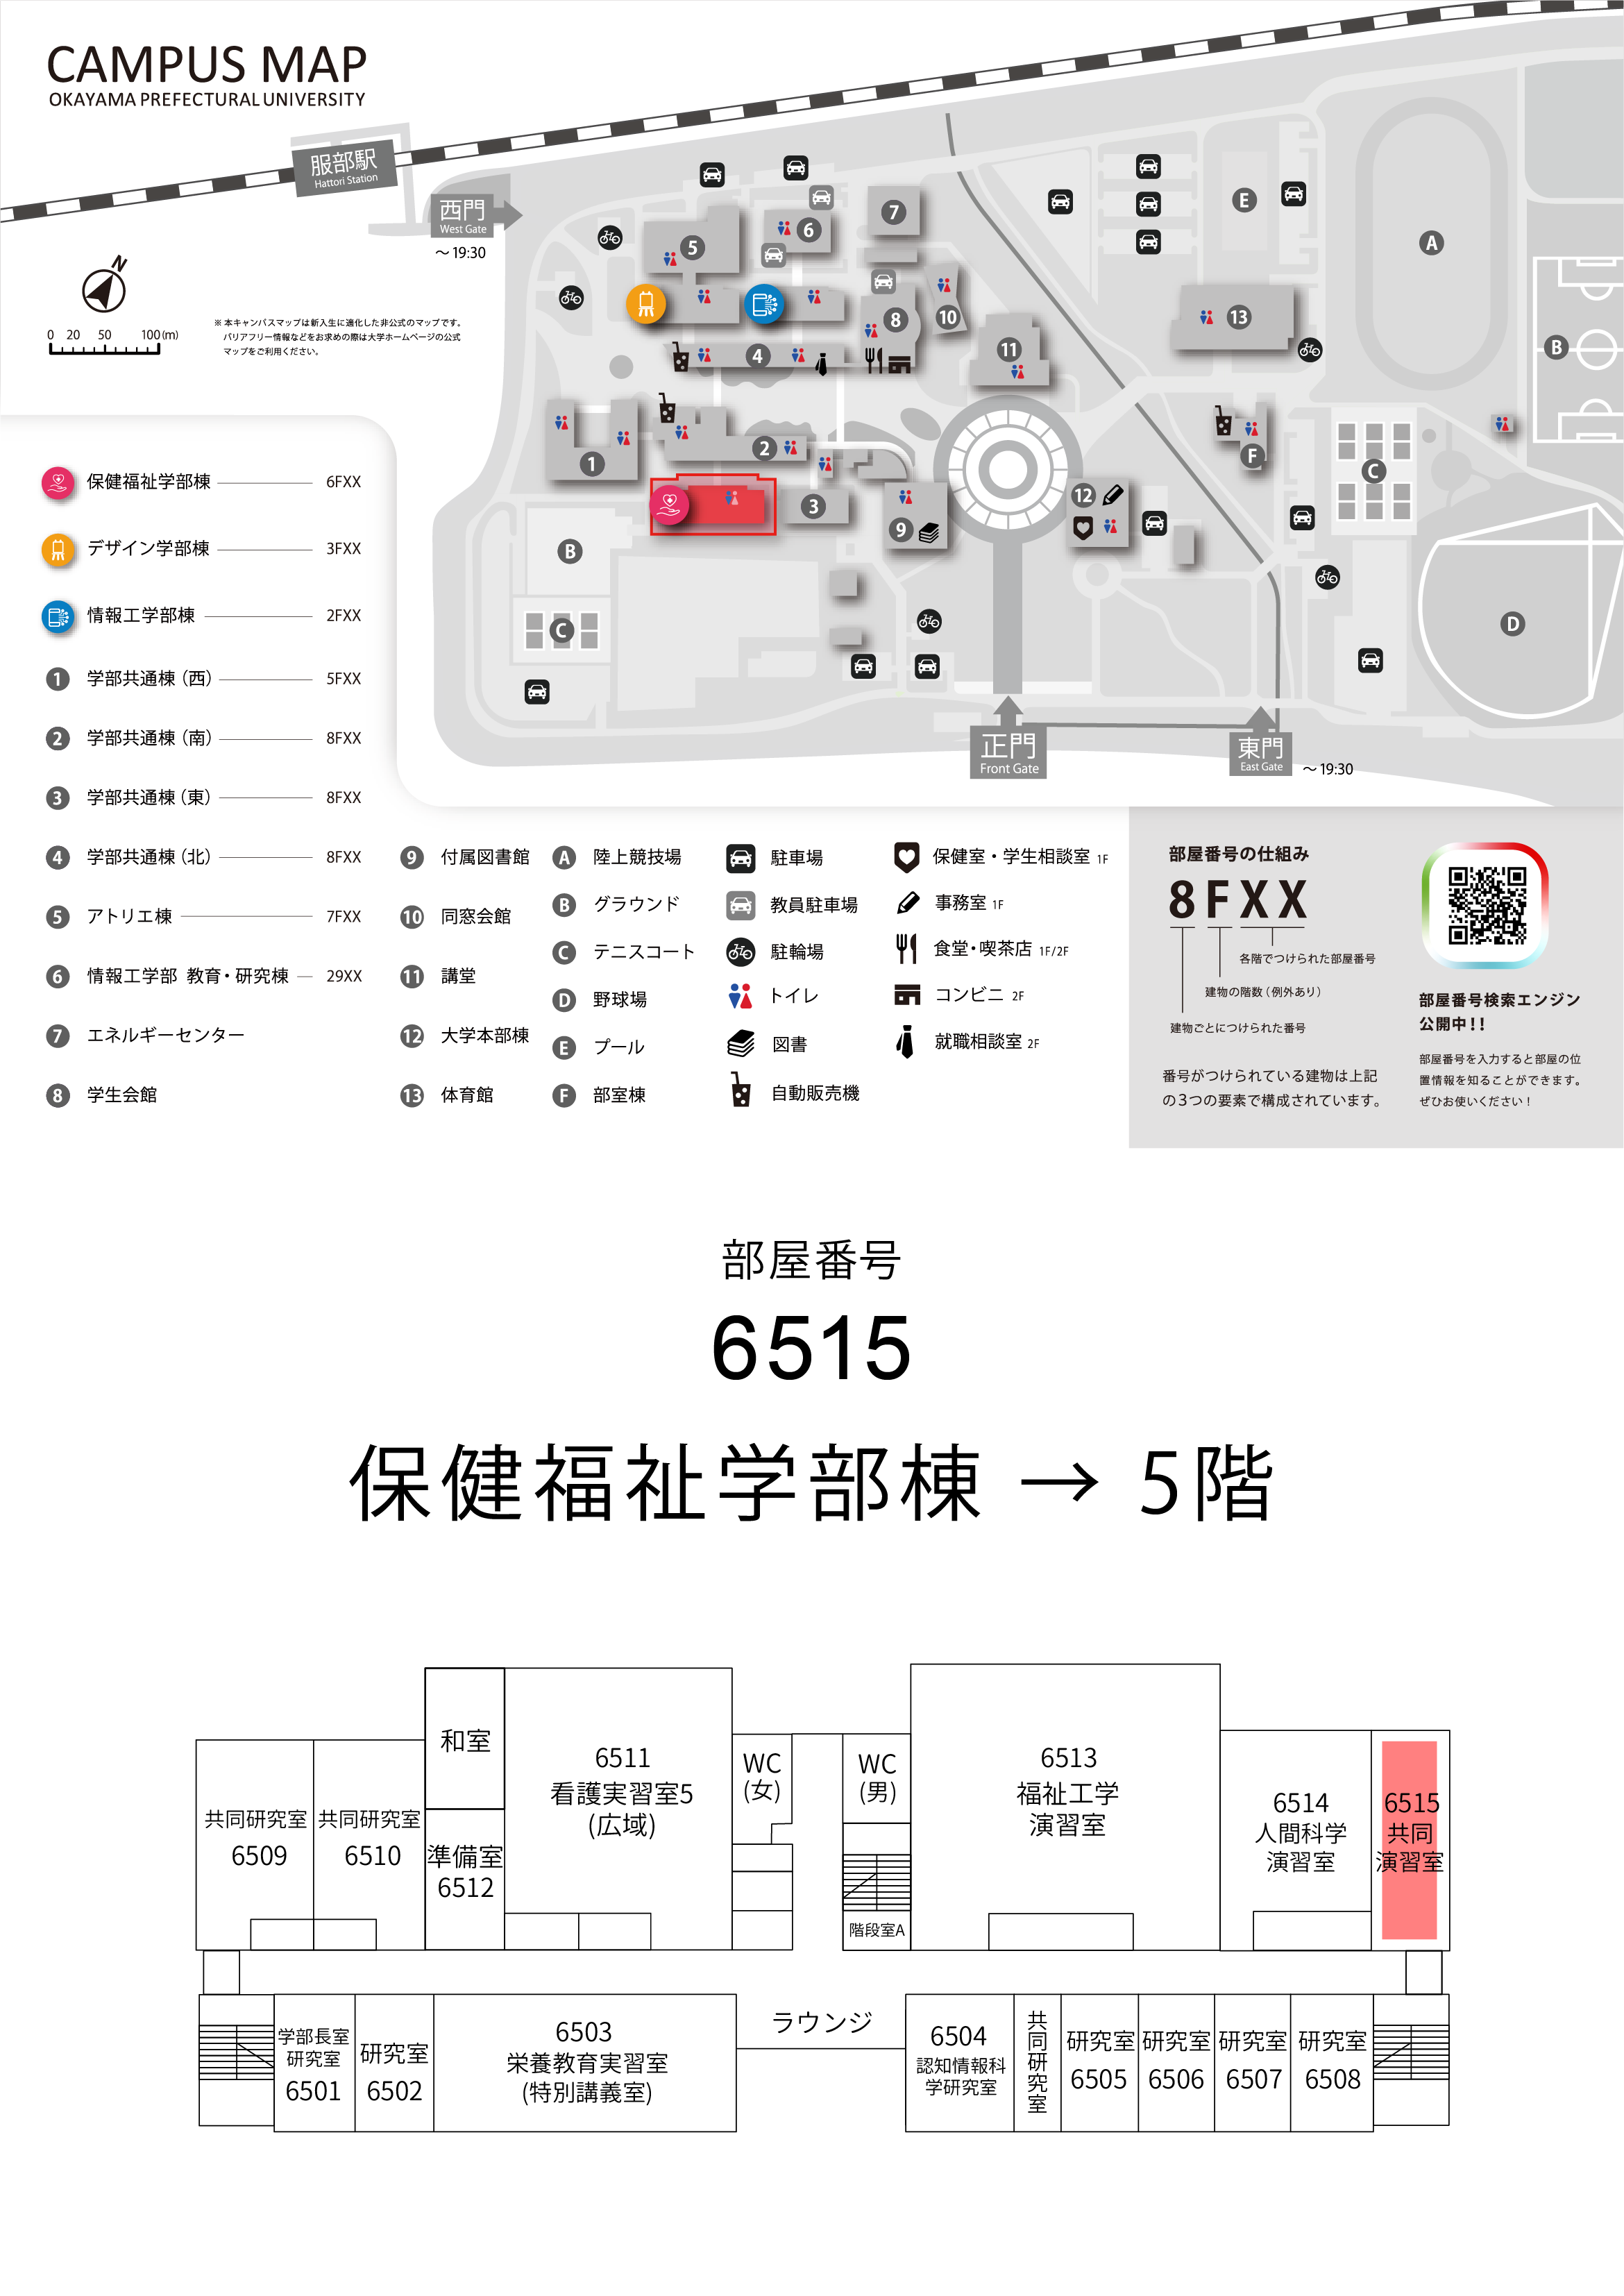 CAMPUS MAP
OKAYAMA PREFECTURAL UNIVERSITY
服部駅
Hattori Station
西門
West Gate
～19:30
N
0 20 50 100(m)
※ 本キャンパスマップは新入生に適化した非公式のマップです。
バリアフリー情報などをお求めの際は大学ホームページの公式
マップをご利用ください。
7
6
5
E
A
8
10
13
11
4
B
1
2
3
9
12
F
C
B
C
D
正門
Front Gate
東門
East Gate
～19:30
保健福祉学部棟 6FXX
デザイン学部棟 3FXX
情報工学部棟 2FXX
1 学部共通棟（西） 5FXX
2 学部共通棟（南） 8FXX
3 学部共通棟（東） 8FXX
4 学部共通棟（北） 8FXX
5 アトリエ棟 7FXX
6 情報工学部 教育・研究棟 29XX
7 エネルギーセンター
8 学生会館
9 付属図書館
10 同窓会館
11 講堂
12 大学本部棟
13 体育館
A 陸上競技場
B グラウンド
C テニスコート
D 野球場
E プール
F 部室棟
駐車場
教員駐車場
駐輪場
トイレ
図書
自動販売機
保健室・学生相談室 1F
事務室 1F
食堂・喫茶店 1F/2F
コンビニ 2F
就職相談室 2F
部屋番号の仕組み
8FXX
各階でつけられた部屋番号
建物の階数（例外あり）
建物ごとにつけられた番号
番号がつけられている建物は上記
の3つの要素で構成されています。
部屋番号検索エンジン
公開中！！
部屋番号を入力すると部屋の位
置情報を知ることができます。
ぜひお使いください！
部屋番号
6515
保健福祉学部棟 → 5階
共同研究室
6509
共同研究室
6510
和室
準備室
6512
6511
看護実習室5
(広域)
WC
(女)
WC
(男)
階段室A
6513
福祉工学
演習室
6514
人間科学
演習室
6515
共同
演習室
学部長室
研究室
6501
研究室
6502
6503
栄養教育実習室
(特別講義室)
ラウンジ
6504
認知情報科
学研究室
共同研究室
研究室
6505
研究室
6506
研究室
6507
研究室
6508